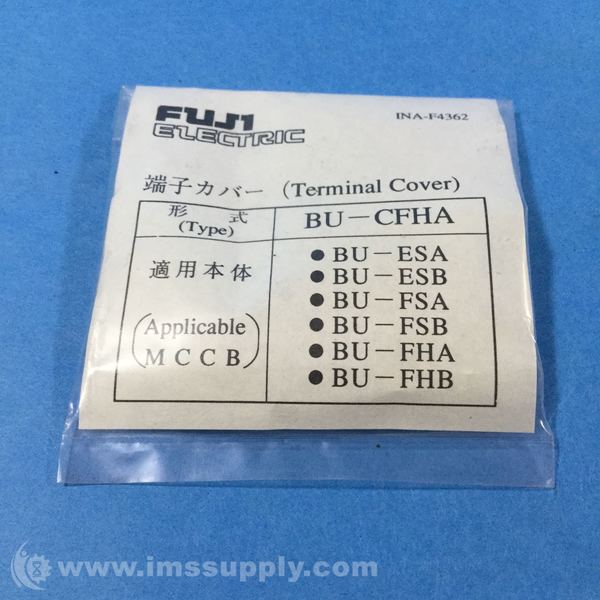 FUJI
ELECTRIC
INA-F4362
端子カバー (Terminal Cover)
形 式
(Type)
BU-CFHA
適用本体
(Applicable
MCCB)
● BU-ESA
● BU-ESB
● BU-FSA
● BU-FSB
● BU-FHA
● BU-FHB
www.imssupply.com